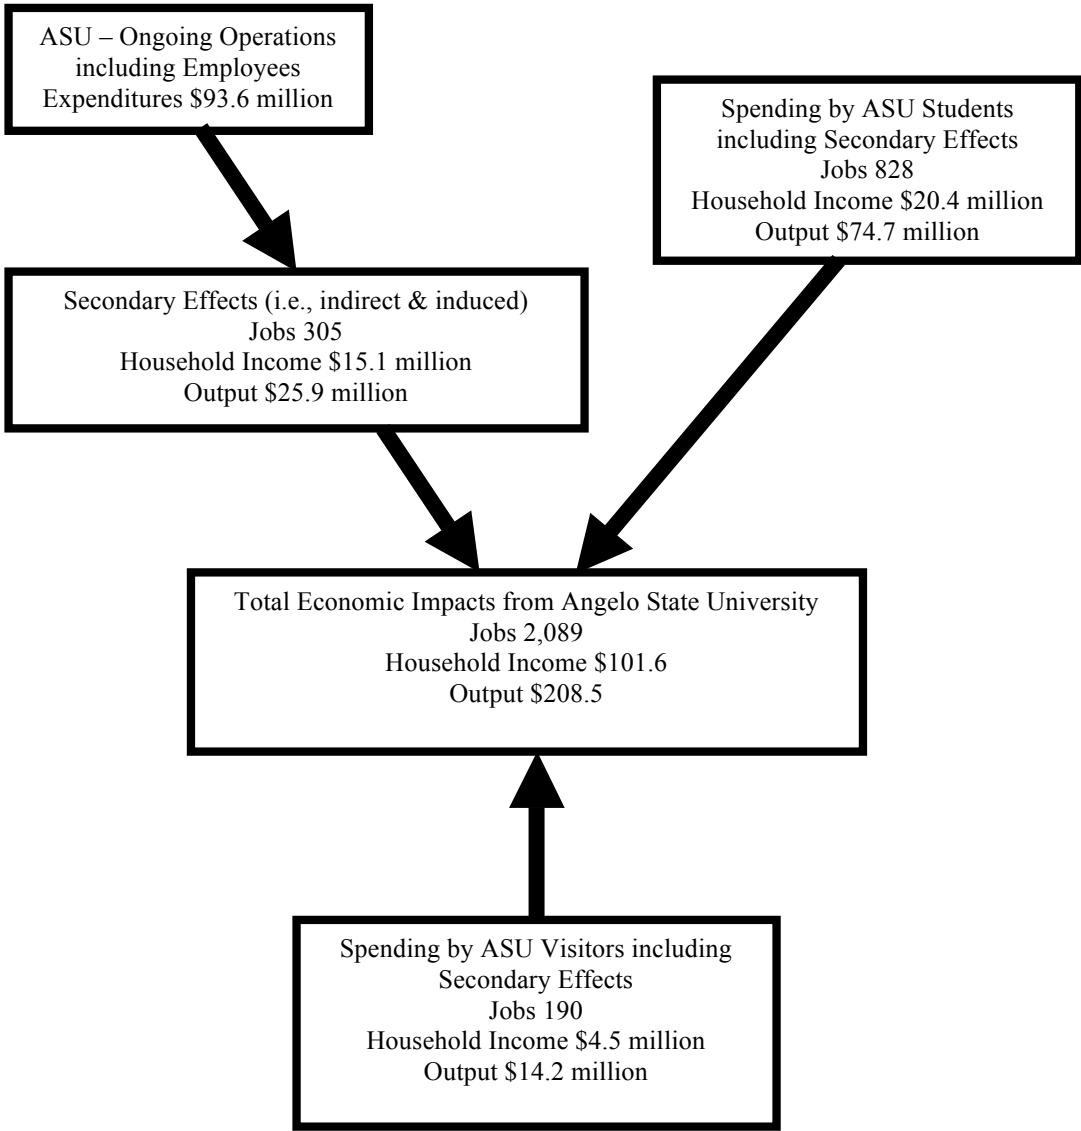 ASU – Ongoing Operations
including Employees
Expenditures $93.6 million
Spending by ASU Students
including Secondary Effects
Jobs 828
Household Income $20.4 million
Output $74.7 million
Secondary Effects (i.e., indirect & induced)
Jobs 305
Household Income $15.1 million
Output $25.9 million
Total Economic Impacts from Angelo State University
Jobs 2,089
Household Income $101.6
Output $208.5
Spending by ASU Visitors including
Secondary Effects
Jobs 190
Household Income $4.5 million
Output $14.2 million